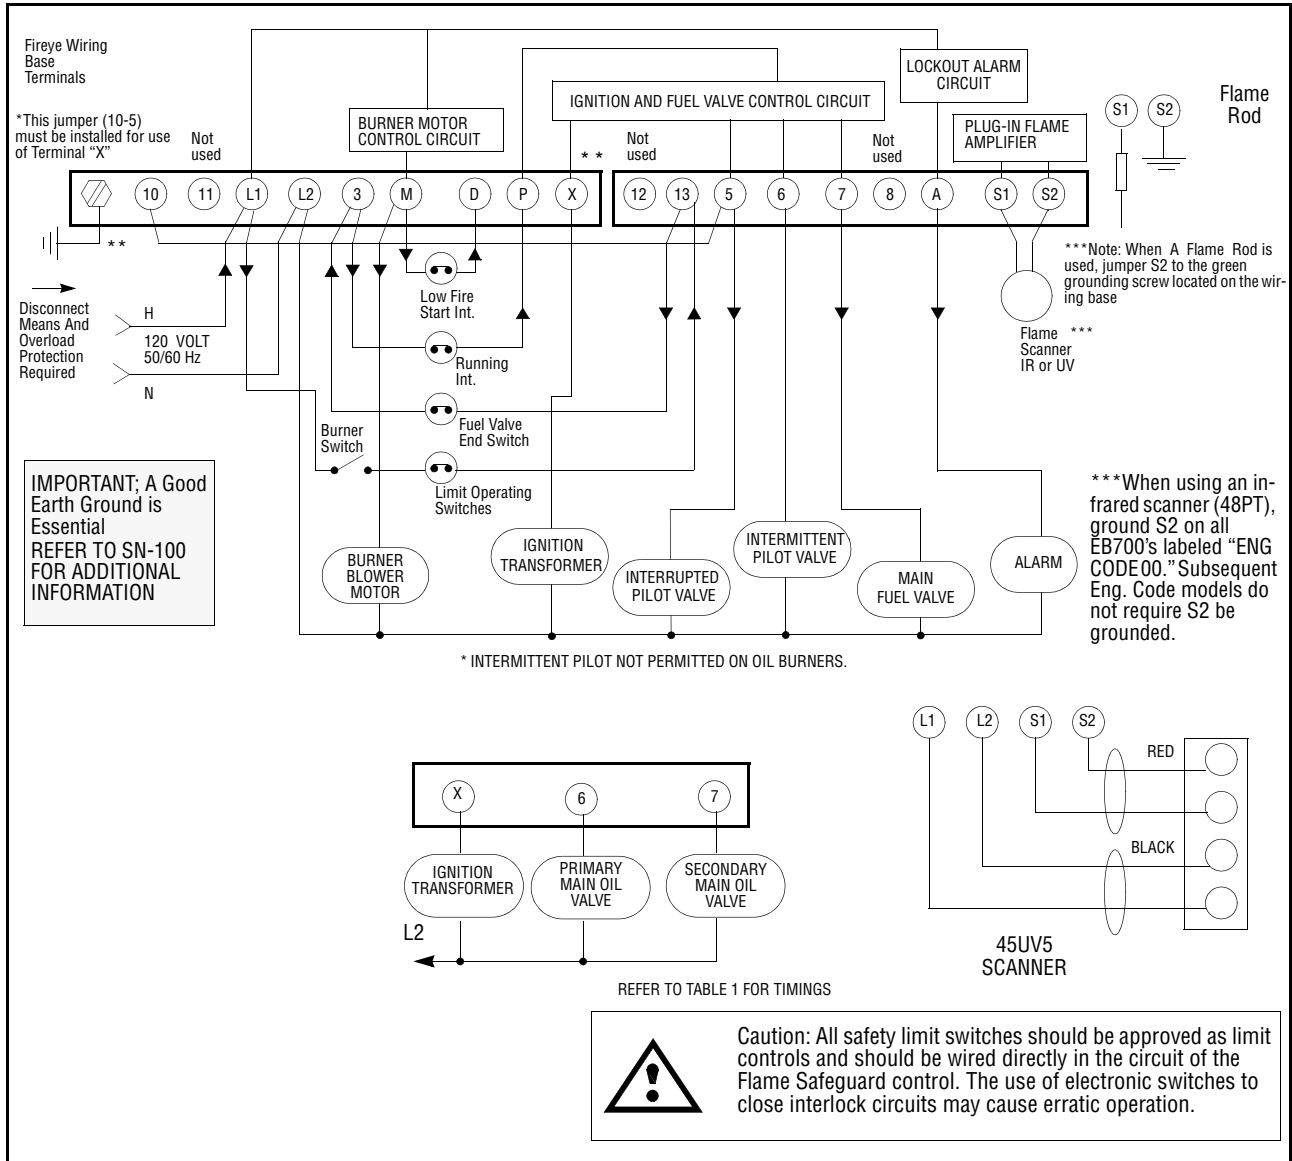 Fireye Wiring
Base
Terminals
*This jumper (10-5)
must be installed for use
of Terminal “X”
Not
used
BURNER MOTOR
CONTROL CIRCUIT
IGNITION AND FUEL VALVE CONTROL CIRCUIT
* *
Not
used
Not
used
LOCKOUT ALARM
CIRCUIT
PLUG-IN FLAME
AMPLIFIER
S1
S2
Flame
Rod
10
11
L1
L2
3
M
D
P
X
12
13
5
6
7
8
A
S1
S2
**
***Note: When A Flame Rod is
used, jumper S2 to the green
grounding screw located on the wir-
ing base
Disconnect
Means And
Overload
Protection
Required
H
120 VOLT
50/60 Hz
N
Low Fire
Start Int.
Running
Int.
Fuel Valve
End Switch
Burner
Switch
Limit Operating
Switches
Flame ***
Scanner
IR or UV
IMPORTANT; A Good
Earth Ground is
Essential
REFER TO SN-100
FOR ADDITIONAL
INFORMATION
BURNER
BLOWER
MOTOR
IGNITION
TRANSFORMER
INTERRUPTED
PILOT VALVE
INTERMITTENT
PILOT VALVE
MAIN
FUEL VALVE
ALARM
***When using an in-
frared scanner (48PT),
ground S2 on all
EB700’s labeled “ENG
CODE 00.” Subsequent
Eng. Code models do
not require S2 be
grounded.
* INTERMITTENT PILOT NOT PERMITTED ON OIL BURNERS.
X
6
7
IGNITION
TRANSFORMER
PRIMARY
MAIN OIL
VALVE
SECONDARY
MAIN OIL
VALVE
L2
REFER TO TABLE 1 FOR TIMINGS
L1
L2
S1
S2
RED
BLACK
45UV5
SCANNER
Caution: All safety limit switches should be approved as limit
controls and should be wired directly in the circuit of the
Flame Safeguard control. The use of electronic switches to
close interlock circuits may cause erratic operation.